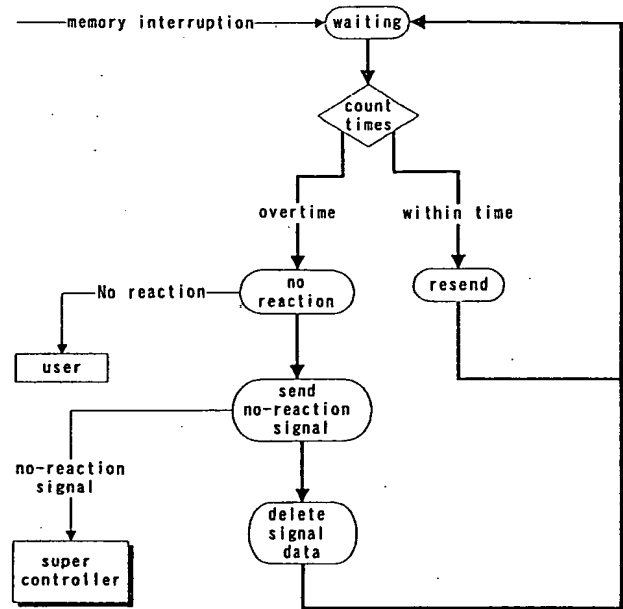 memory interruption
waiting
count
times
overtime
within time
no
reaction
resend
No reaction
user
send
no-reaction
signal
no-reaction
signal
delete
signal
data
super
controller